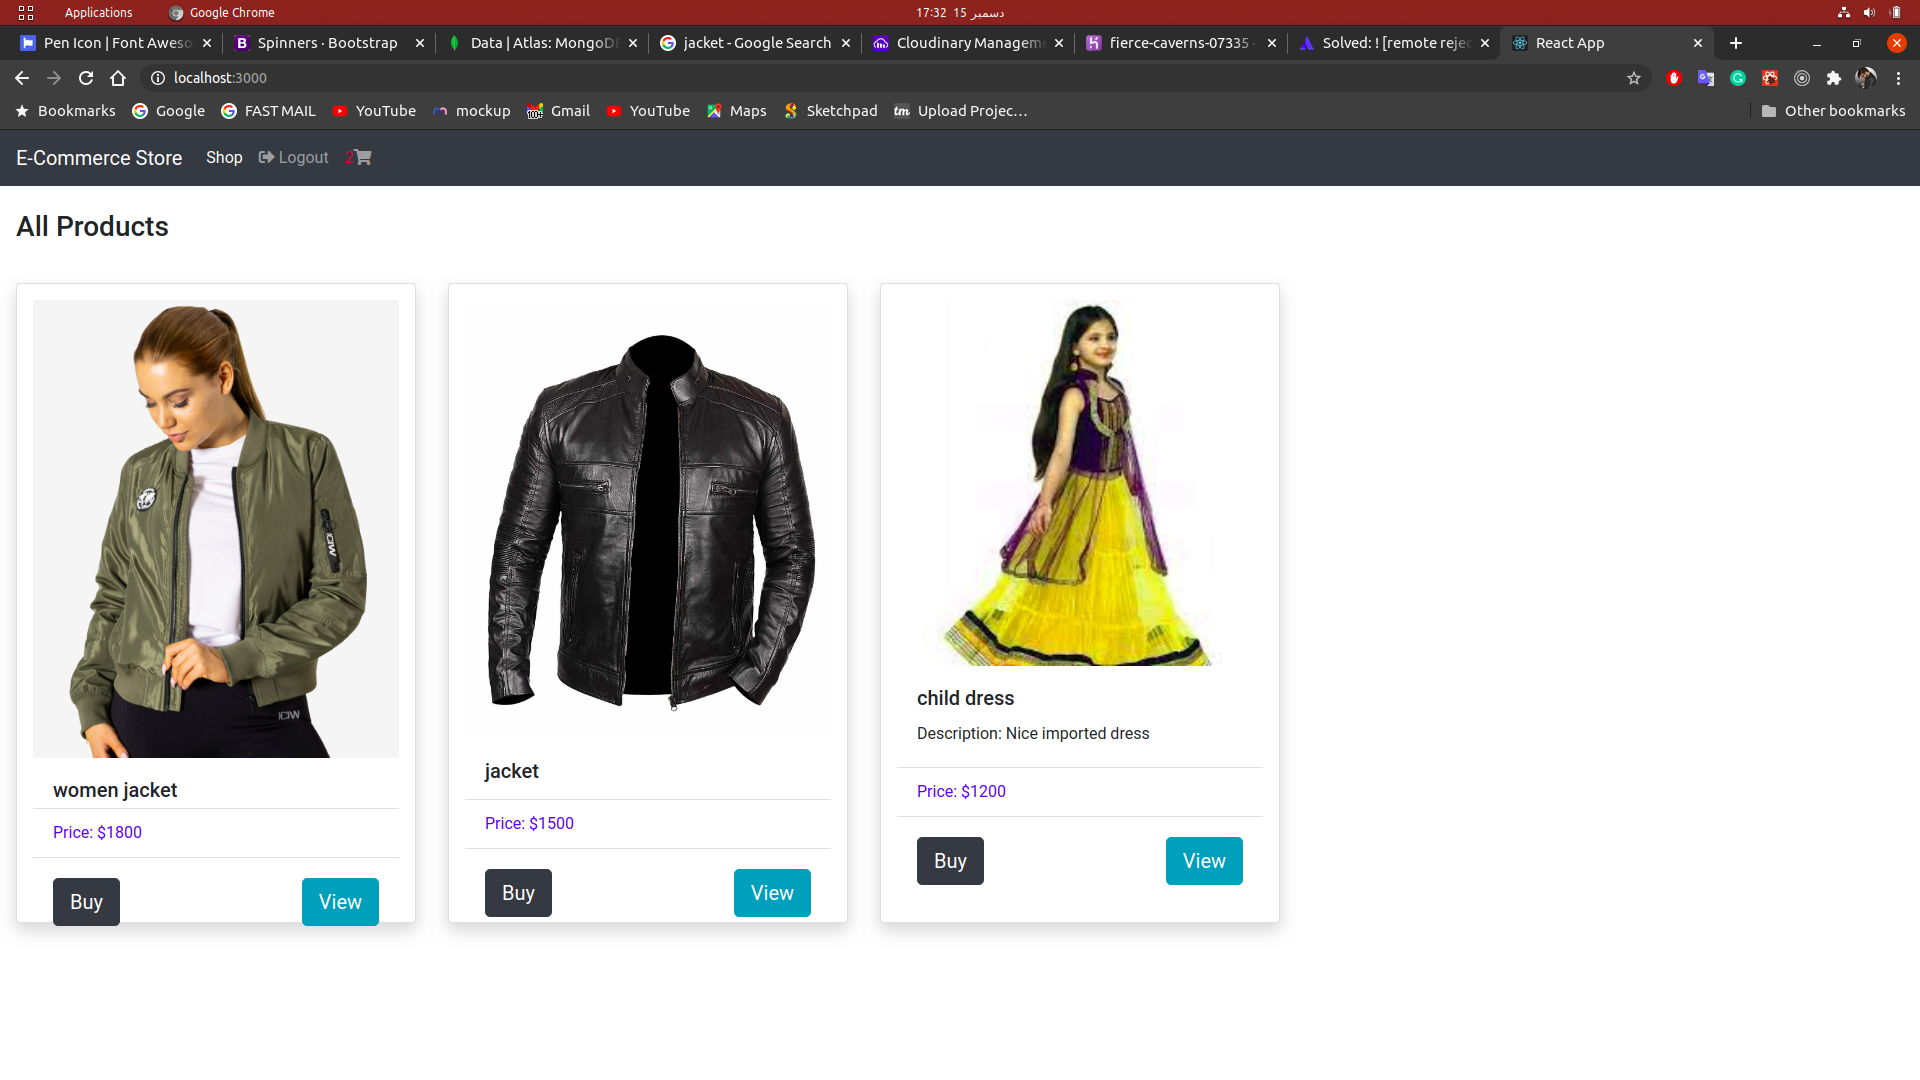 Applications Google Chrome 17:32 15 دسمبر
Pen Icon | Font Aweso Spinners · Bootstrap Data | Atlas: MongoDB jacket - Google Search Cloudinary Managem fierce-caverns-07335 Solved: ! [remote rejec React App
localhost:3000
Bookmarks Google FAST MAIL YouTube mockup 100+ Gmail YouTube Maps Sketchpad tm Upload Projec... Other bookmarks
E-Commerce Store Shop Logout 2
All Products
women jacket
Price: $1800
Buy View
jacket
Price: $1500
Buy View
child dress
Description: Nice imported dress
Price: $1200
Buy View